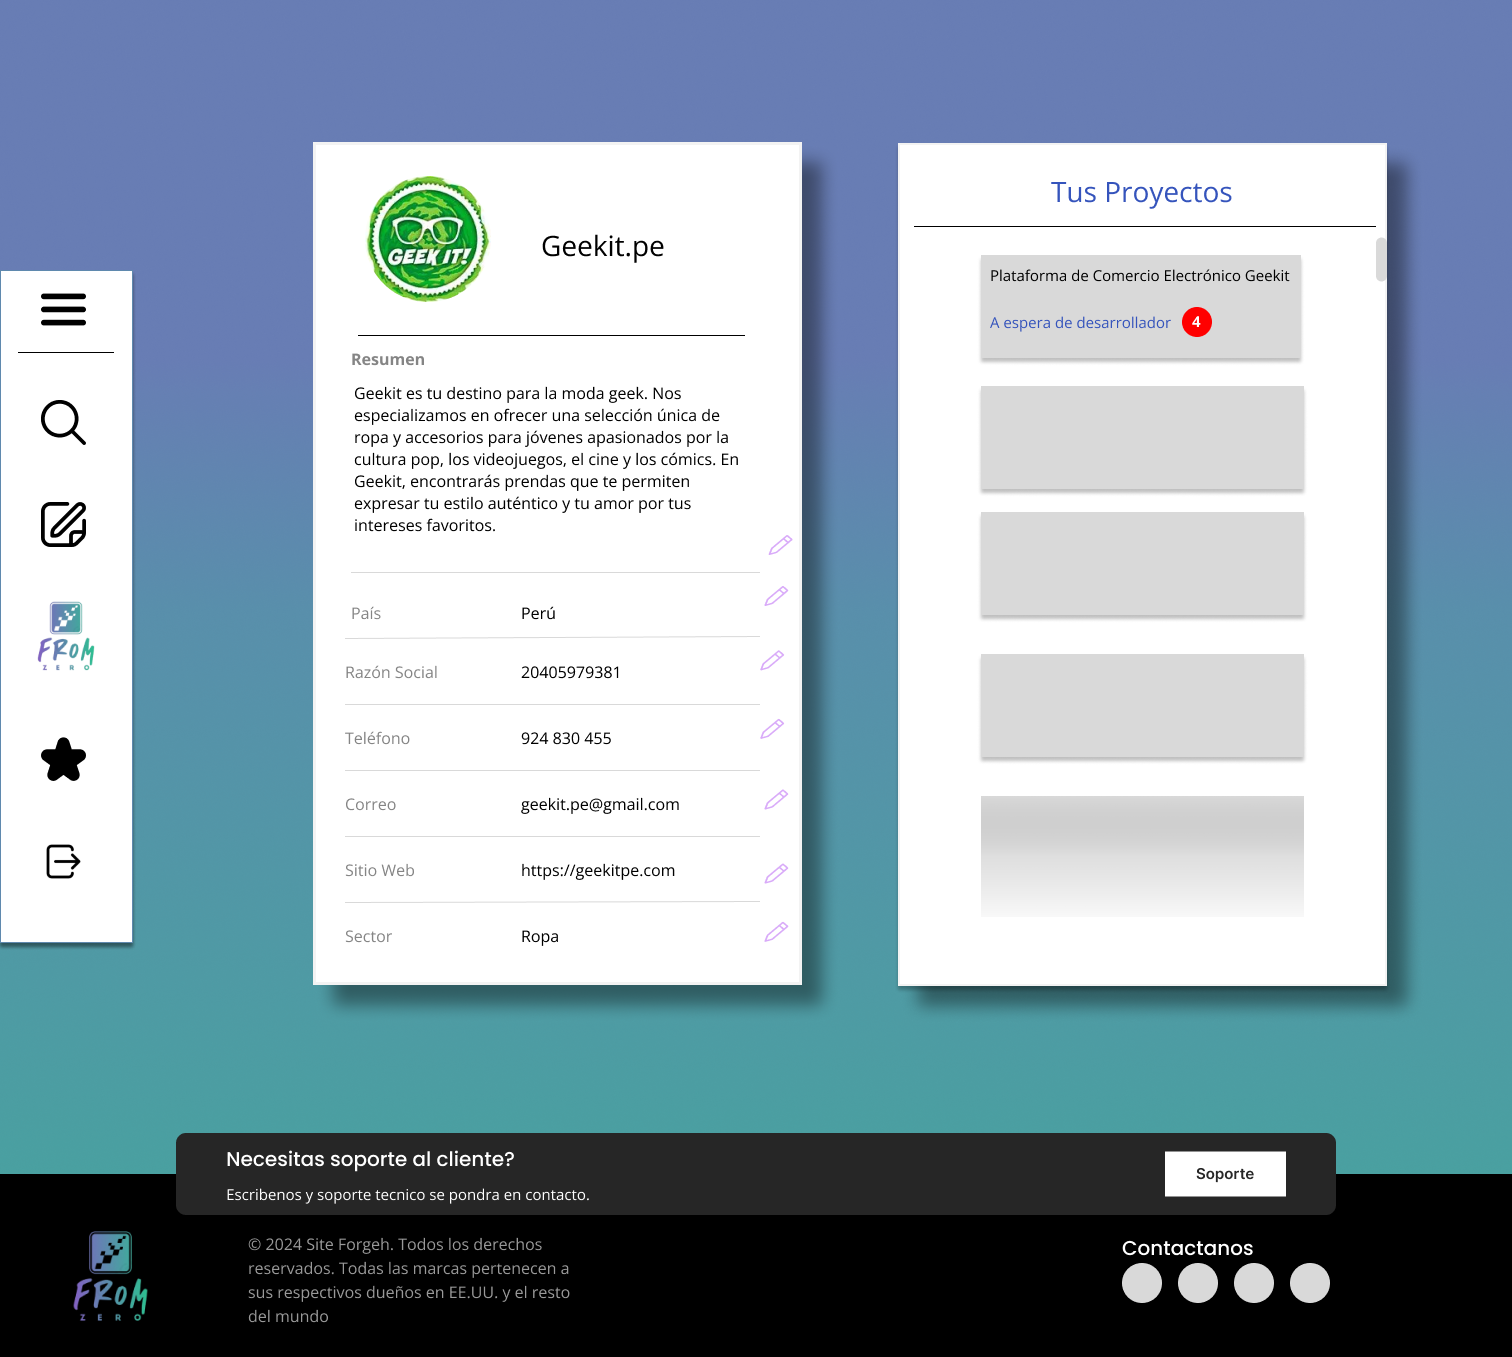 GEEK IT!
Geekit.pe
Resumen
Geekit es tu destino para la moda geek. Nos
especializamos en ofrecer una selección única de
ropa y accesorios para jóvenes apasionados por la
cultura pop, los videojuegos, el cine y los cómics. En
Geekit, encontrarás prendas que te permiten
expresar tu estilo auténtico y tu amor por tus
intereses favoritos.
País Perú
Razón Social 20405979381
Teléfono 924 830 455
Correo geekit.pe@gmail.com
Sitio Web https://geekitpe.com
Sector Ropa
Tus Proyectos
Plataforma de Comercio Electrónico Geekit
A espera de desarrollador 4
FROM
ZERO
Necesitas soporte al cliente?
Escribenos y soporte tecnico se pondra en contacto.
Soporte
FROM
ZERO
© 2024 Site Forgeh. Todos los derechos
reservados. Todas las marcas pertenecen a
sus respectivos dueños en EE.UU. y el resto
del mundo
Contactanos